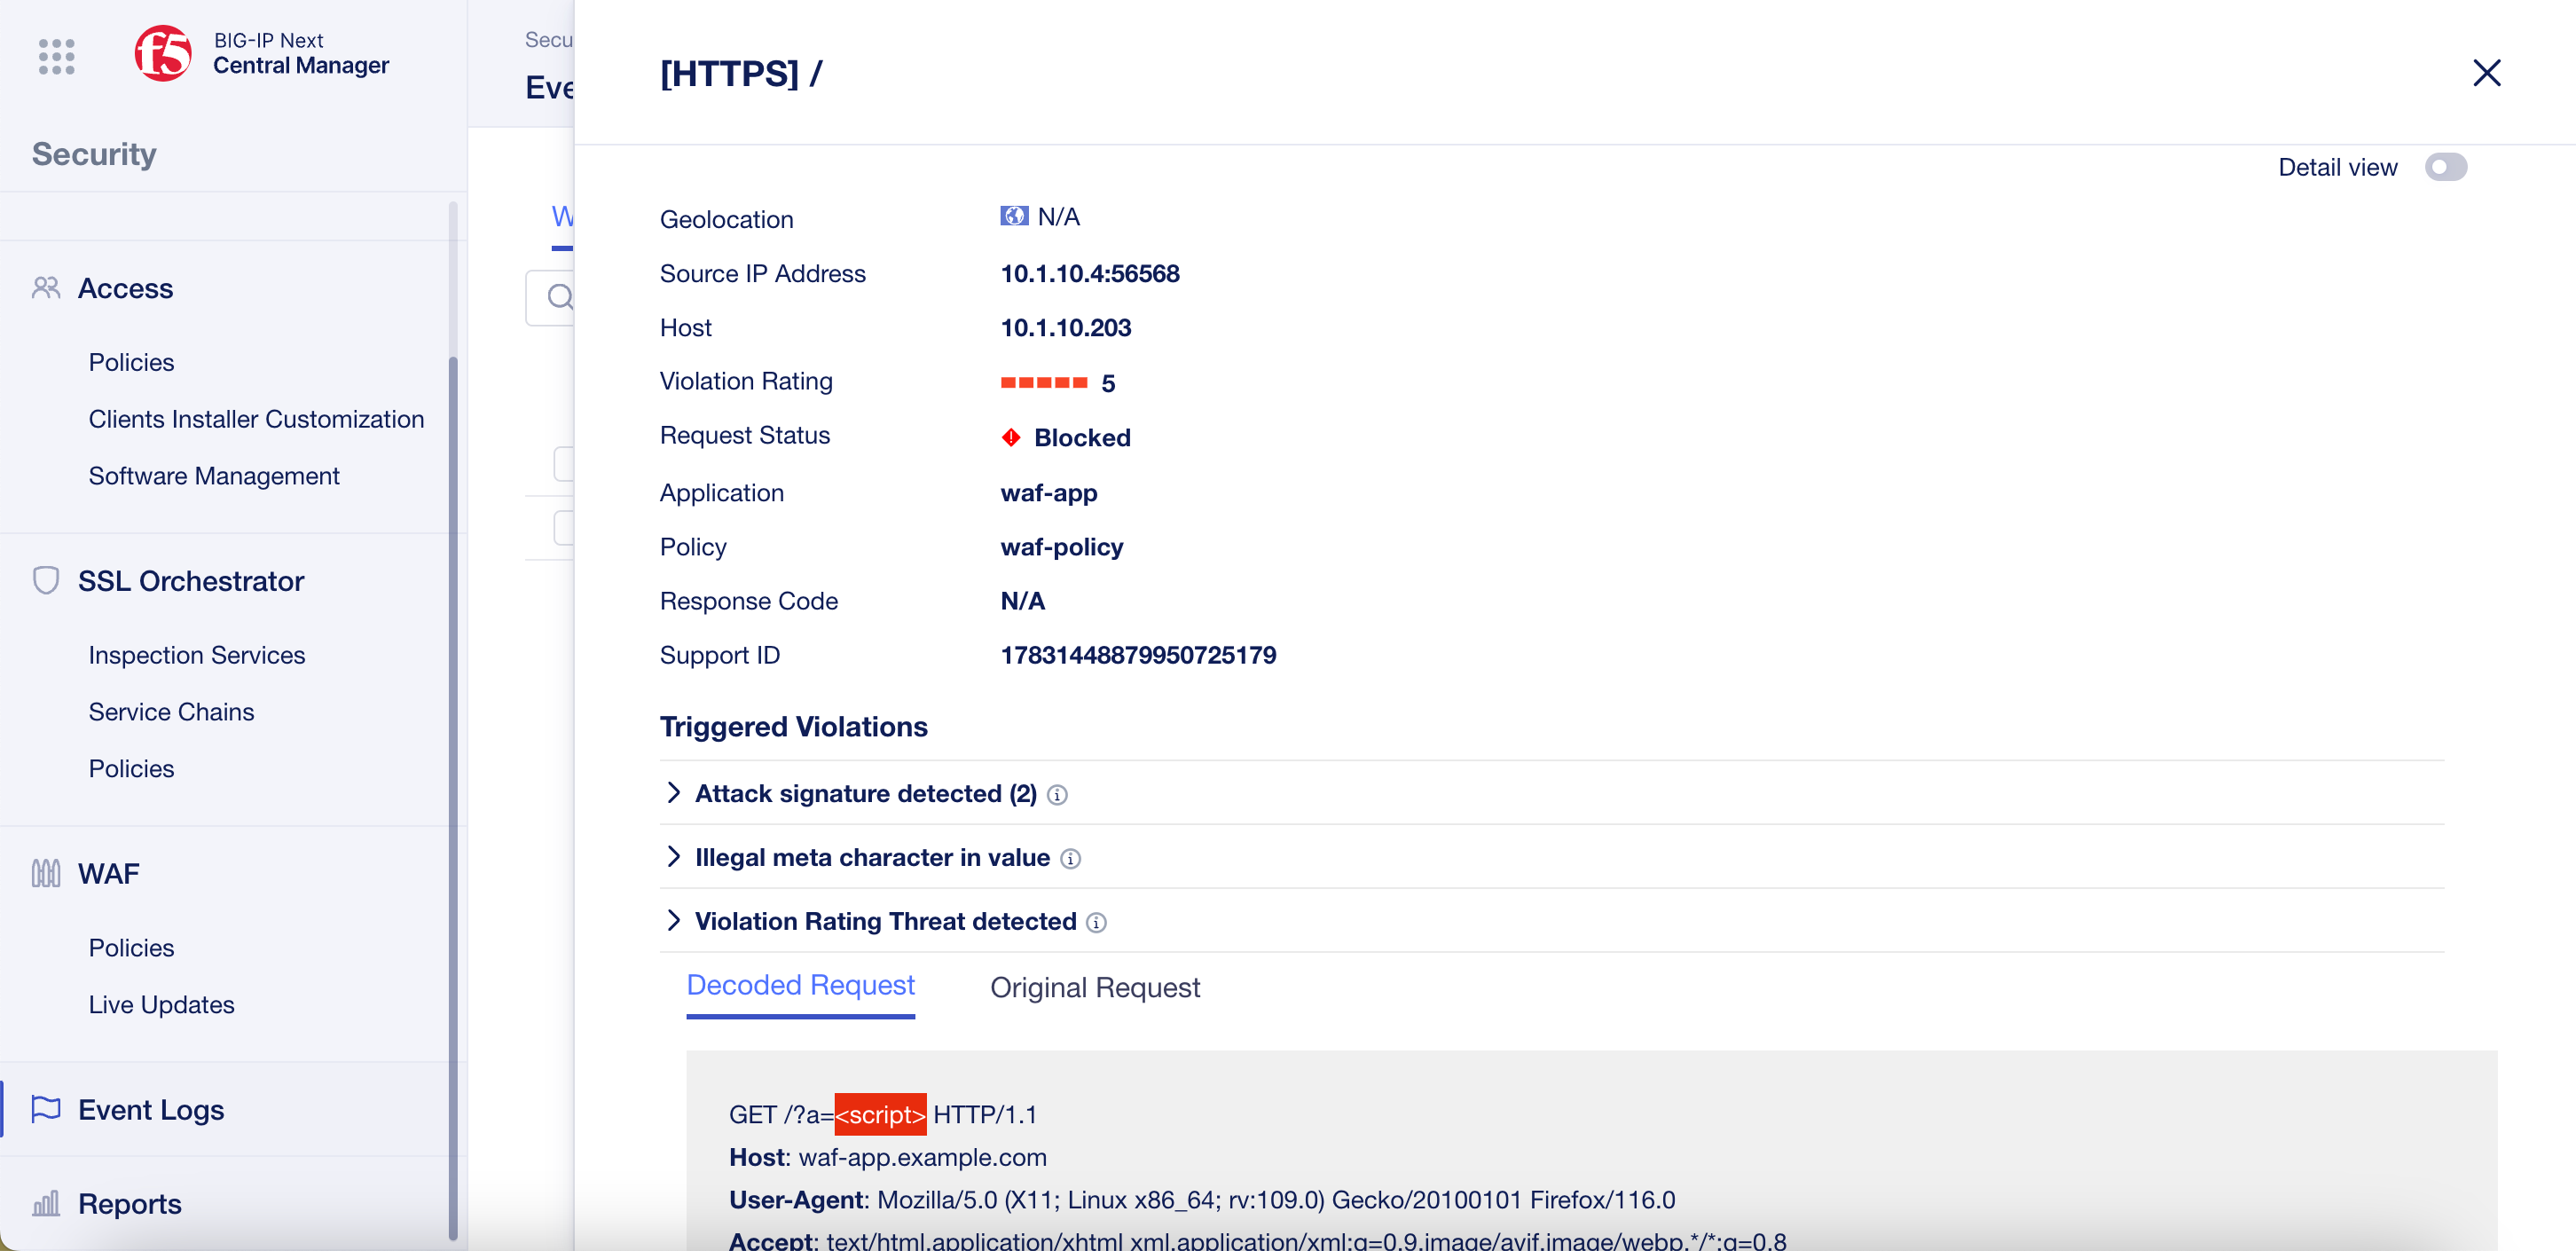 BIG-IP Next
Central Manager
Security
Access
Policies
Clients Installer Customization
Software Management
SSL Orchestrator
Inspection Services
Service Chains
Policies
WAF
Policies
Live Updates
Event Logs
Reports
Secu
Eve
W
[HTTPS] /
Detail view
Geolocation N/A
Source IP Address 10.1.10.4:56568
Host 10.1.10.203
Violation Rating 5
Request Status Blocked
Application waf-app
Policy waf-policy
Response Code N/A
Support ID 17831448879950725179
Triggered Violations
Attack signature detected (2)
Illegal meta character in value
Violation Rating Threat detected
Decoded Request Original Request
GET /?a=<script> HTTP/1.1
Host: waf-app.example.com
User-Agent: Mozilla/5.0 (X11; Linux x86_64; rv:109.0) Gecko/20100101 Firefox/116.0
Accept: text/html,application/xhtml xml,application/xml;q=0.9,image/avif,image/webp,*/*;q=0.8